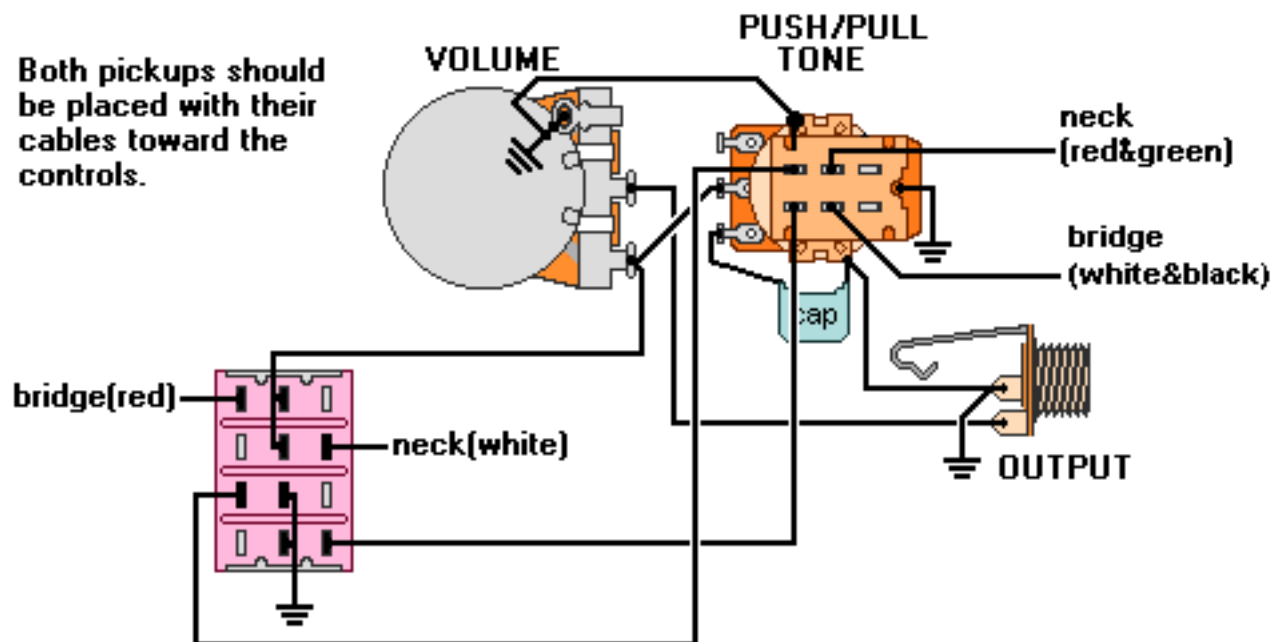 Both pickups should
be placed with their
cables toward the
controls.
VOLUME
PUSH/PULL
TONE
neck
(red&green)
bridge
(white&black)
cap
bridge(red)
neck(white)
OUTPUT